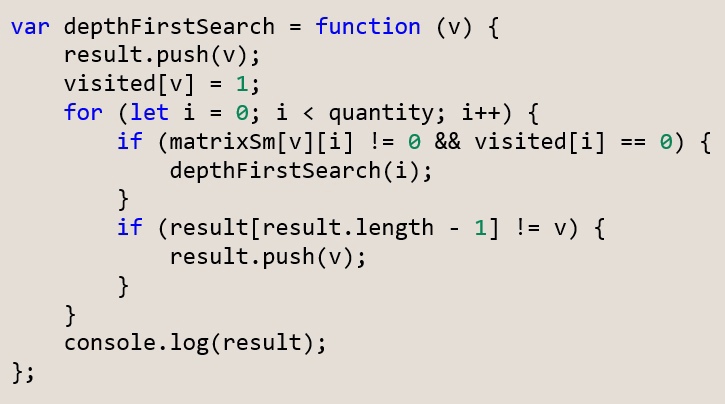 var depthFirstSearch = function (v) {
    result.push(v);
    visited[v] = 1;
    for (let i = 0; i < quantity; i++) {
        if (matrixSm[v][i] != 0 && visited[i] == 0) {
            depthFirstSearch(i);
        }
        if (result[result.length - 1] != v) {
            result.push(v);
        }
    }
    console.log(result);
};